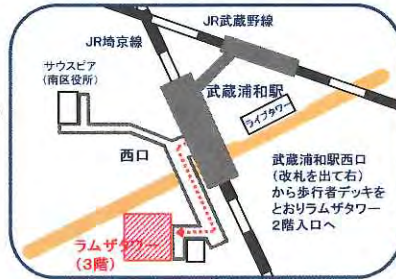 JR武蔵野線
JR埼京線
サウスピア
(南区役所)
武蔵浦和駅
ライブタワー
西口
武蔵浦和駅西口
(改札を出て右)
から歩行者デッキを
とおりラムザタワー
2階入口へ
ラムザタワー
(3階)